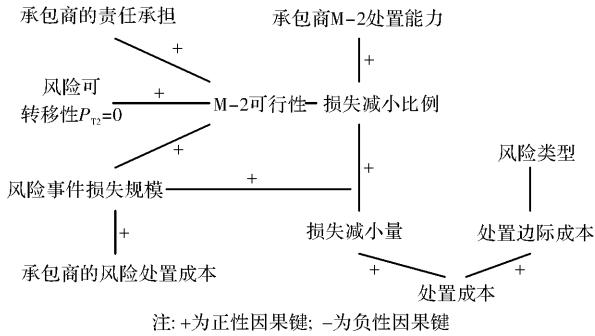 承包商的责任承担
承包商M-2处置能力
+
+
风险可
转移性P_T2=0
+
M-2可行性
损失减小比例
+
+
风险类型
风险事件损失规模
+
+
损失减小量
处置边际成本
承包商的风险处置成本
+
+
处置成本
注: +为正性因果键; -为负性因果键